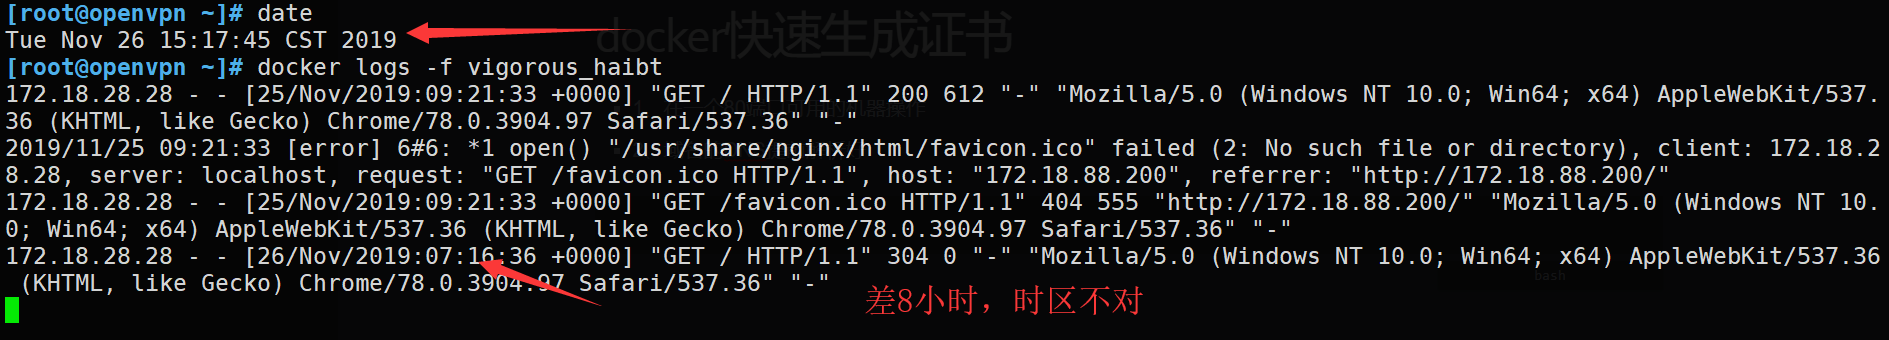 [root@openvpn ~]# date
Tue Nov 26 15:17:45 CST 2019
docker快速生成证书
[root@openvpn ~]# docker logs -f vigorous_haibt
172.18.28.28 - - [25/Nov/2019:09:21:33 +0000] "GET / HTTP/1.1" 200 612 "-" "Mozilla/5.0 (Windows NT 10.0; Win64; x64) AppleWebKit/537.
36 (KHTML, like Gecko) Chrome/78.0.3904.97 Safari/537.36" "-"
2019/11/25 09:21:33 [error] 6#6: *1 open() "/usr/share/nginx/html/favicon.ico" failed (2: No such file or directory), client: 172.18.2
8.28, server: localhost, request: "GET /favicon.ico HTTP/1.1", host: "172.18.88.200", referrer: "http://172.18.88.200/"
172.18.28.28 - - [25/Nov/2019:09:21:33 +0000] "GET /favicon.ico HTTP/1.1" 404 555 "http://172.18.88.200/" "Mozilla/5.0 (Windows NT 10.
0; Win64; x64) AppleWebKit/537.36 (KHTML, like Gecko) Chrome/78.0.3904.97 Safari/537.36" "-"
172.18.28.28 - - [26/Nov/2019:07:16:36 +0000] "GET / HTTP/1.1" 304 0 "-" "Mozilla/5.0 (Windows NT 10.0; Win64; x64) AppleWebKit/537.36
(KHTML, like Gecko) Chrome/78.0.3904.97 Safari/537.36" "-"
bash
差8小时，时区不对